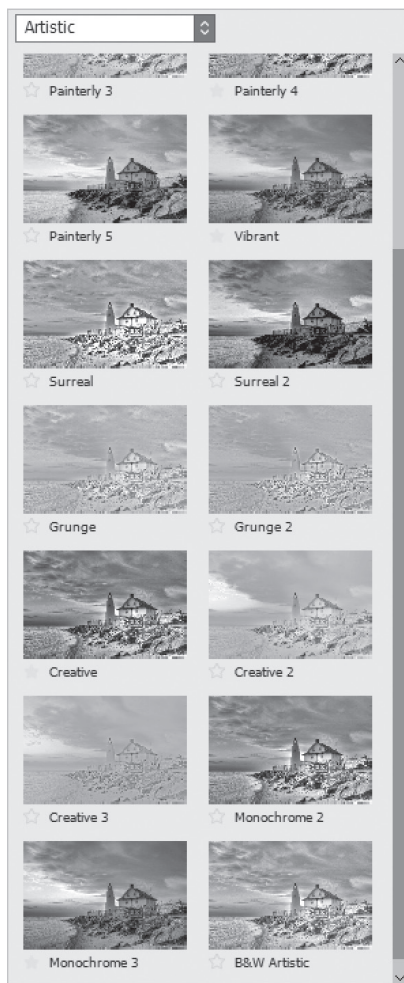 Artistic
Painterly 3 Painterly 4
Painterly 5 Vibrant
Surreal Surreal 2
Grunge Grunge 2
Creative Creative 2
Creative 3 Monochrome 2
Monochrome 3 B&W Artistic